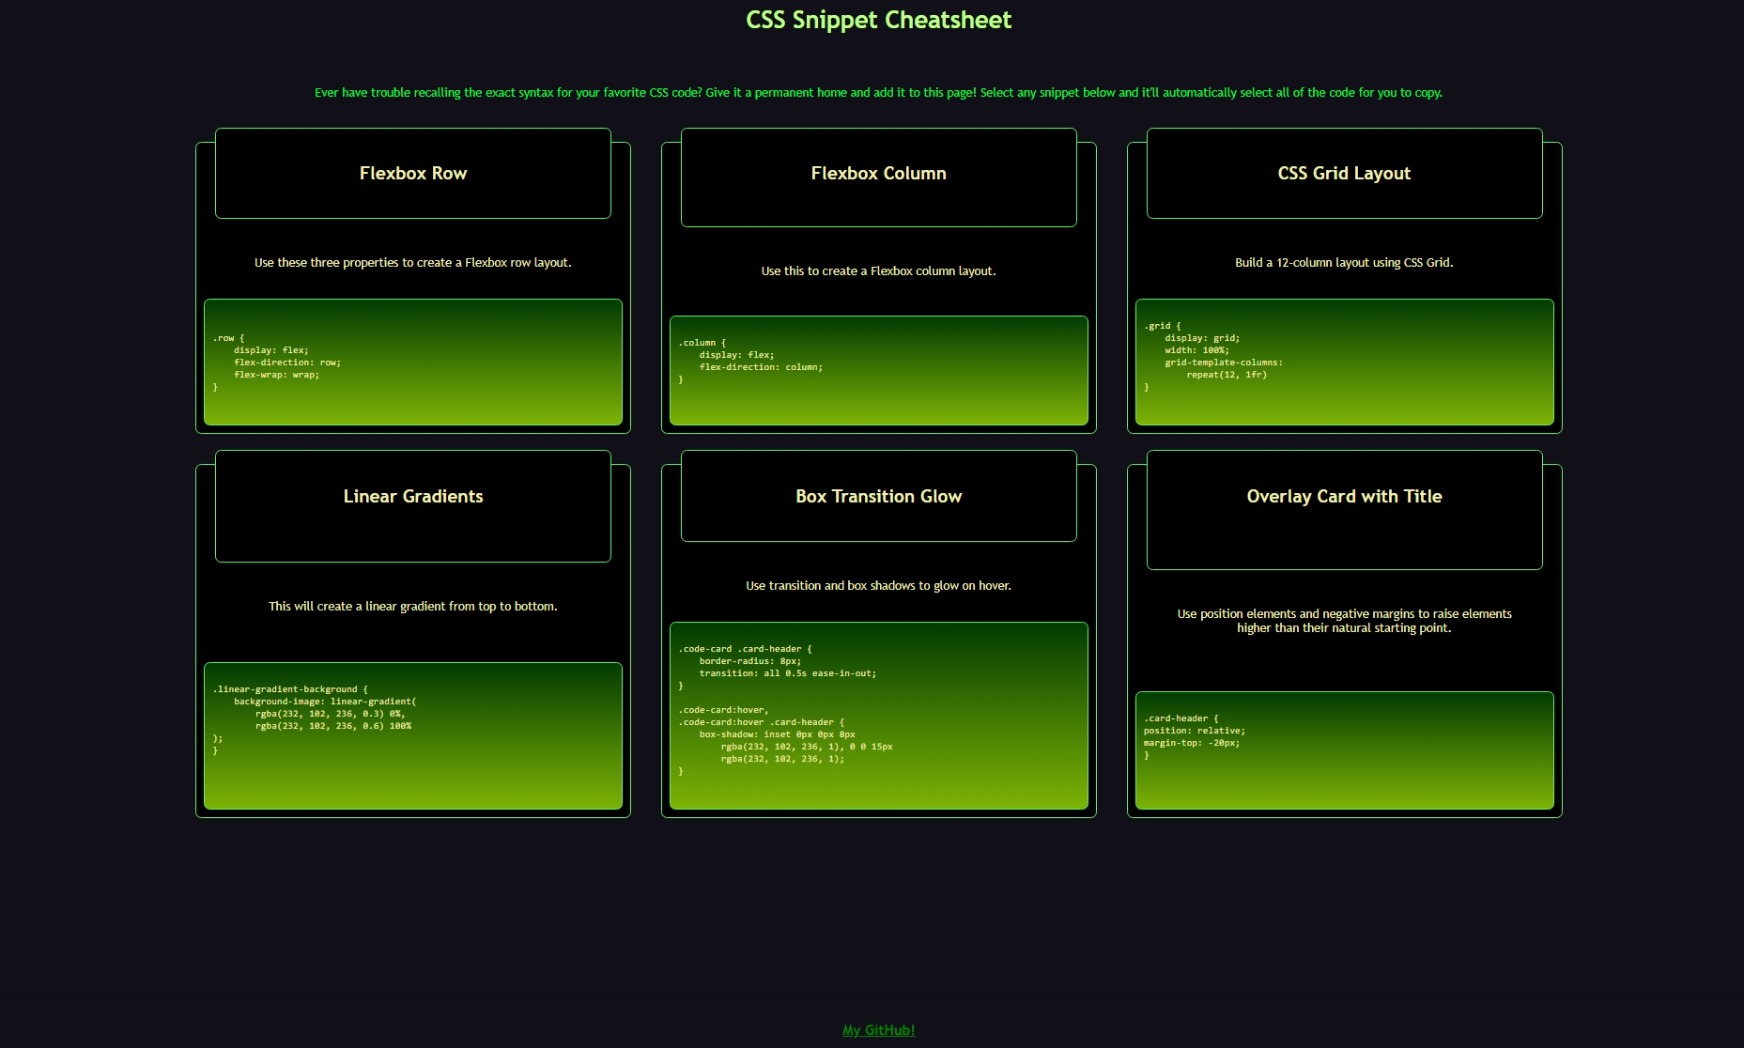 CSS Snippet Cheatsheet
Ever have trouble recalling the exact syntax for your favorite CSS code? Give it a permanent home and add it to this page! Select any snippet below and it'll automatically select all of the code for you to copy.
Flexbox Row
Use these three properties to create a Flexbox row layout.
.row {
    display: flex;
    flex-direction: row;
    flex-wrap: wrap;
}
Flexbox Column
Use this to create a Flexbox column layout.
.column {
    display: flex;
    flex-direction: column;
}
CSS Grid Layout
Build a 12-column layout using CSS Grid.
.grid {
    display: grid;
    width: 100%;
    grid-template-columns:
        repeat(12, 1fr)
}
Linear Gradients
This will create a linear gradient from top to bottom.
.linear-gradient-background {
    background-image: linear-gradient(
        rgba(232, 102, 236, 0.3) 0%,
        rgba(232, 102, 236, 0.6) 100%
);
}
Box Transition Glow
Use transition and box shadows to glow on hover.
.code-card .card-header {
    border-radius: 8px;
    transition: all 0.5s ease-in-out;
}
.code-card:hover,
.code-card:hover .card-header {
    box-shadow: inset 0px 0px 8px
        rgba(232, 102, 236, 1), 0 0 15px
        rgba(232, 102, 236, 1);
}
Overlay Card with Title
Use position elements and negative margins to raise elements
higher than their natural starting point.
.card-header {
position: relative;
margin-top: -20px;
}
My GitHub!